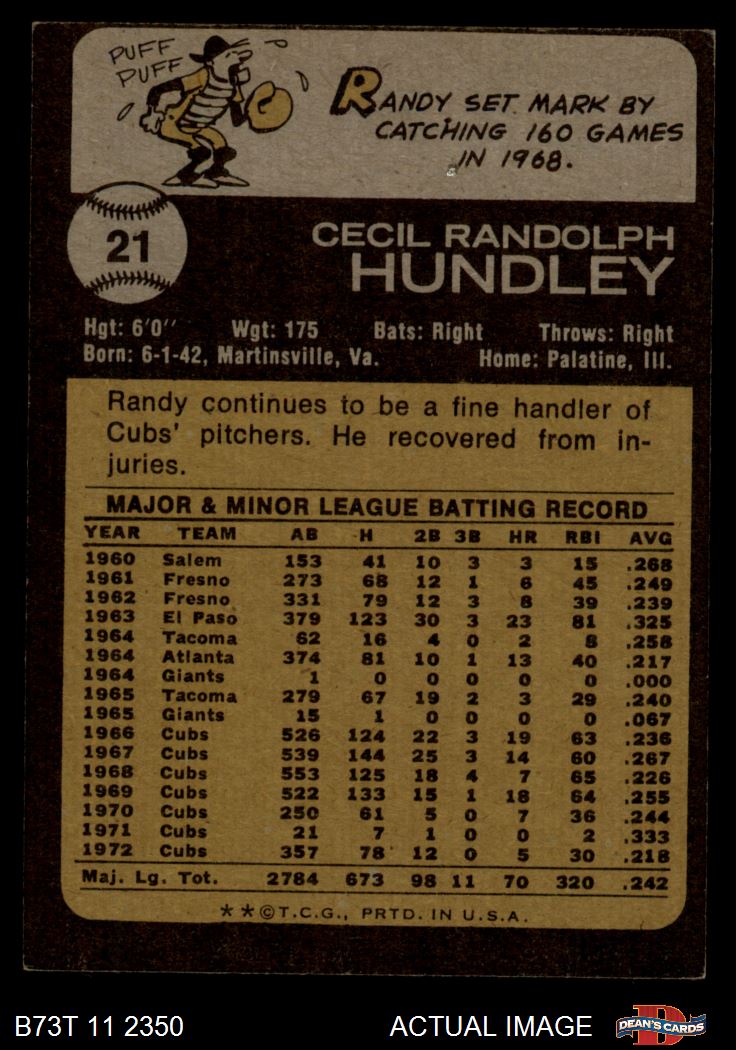 PUFF
PUFF
RANDY SET MARK BY
CATCHING 160 GAMES
IN 1968.
21
CECIL RANDOLPH
HUNDLEY
Hgt: 6'0" Wgt: 175 Bats: Right Throws: Right
Born: 6-1-42, Martinsville, Va. Home: Palatine, Ill.
Randy continues to be a fine handler of
Cubs' pitchers. He recovered from in-
juries.
MAJOR & MINOR LEAGUE BATTING RECORD
YEAR TEAM AB H 2B 3B HR RBI AVG
1960 Salem 153 41 10 3 3 15 .268
1961 Fresno 273 68 12 1 6 45 .249
1962 Fresno 331 79 12 3 8 39 .239
1963 El Paso 379 123 30 3 23 81 .325
1964 Tacoma 62 16 4 0 2 8 .258
1964 Atlanta 374 81 10 1 13 40 .217
1964 Giants 1 0 0 0 0 0 .000
1965 Tacoma 279 67 19 2 3 29 .240
1965 Giants 15 1 0 0 0 0 .067
1966 Cubs 526 124 22 3 19 63 .236
1967 Cubs 539 144 25 3 14 60 .267
1968 Cubs 553 125 18 4 7 65 .226
1969 Cubs 522 133 15 1 18 64 .255
1970 Cubs 250 61 5 0 7 36 .244
1971 Cubs 21 7 1 0 0 2 .333
1972 Cubs 357 78 12 0 5 30 .218
Maj. Lg. Tot. 2784 673 98 11 70 320 .242
* * © T.C.G., PRTD. IN U.S.A.
B73T 11 2350 ACTUAL IMAGE
D DEAN'S CARDS